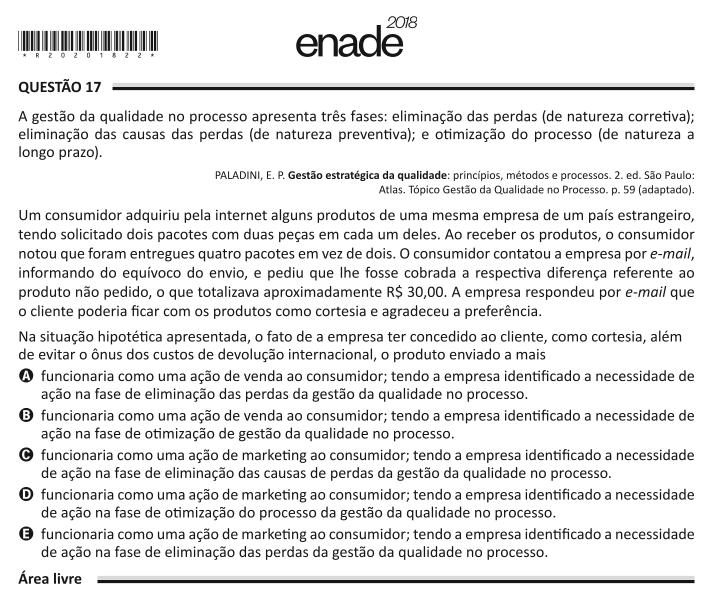 2018
enade
* R 2 0 2 0 1 8 2 2 *
QUESTÃO 17
A gestão da qualidade no processo apresenta três fases: eliminação das perdas (de natureza corretiva);
eliminação das causas das perdas (de natureza preventiva); e otimização do processo (de natureza a
longo prazo).
PALADINI, E. P. Gestão estratégica da qualidade: princípios, métodos e processos. 2. ed. São Paulo:
Atlas. Tópico Gestão da Qualidade no Processo. p. 59 (adaptado).
Um consumidor adquiriu pela internet alguns produtos de uma mesma empresa de um país estrangeiro,
tendo solicitado dois pacotes com duas peças em cada um deles. Ao receber os produtos, o consumidor
notou que foram entregues quatro pacotes em vez de dois. O consumidor contatou a empresa por e-mail,
informando do equívoco do envio, e pediu que lhe fosse cobrada a respectiva diferença referente ao
produto não pedido, o que totalizava aproximadamente R$ 30,00. A empresa respondeu por e-mail que
o cliente poderia ficar com os produtos como cortesia e agradeceu a preferência.
Na situação hipotética apresentada, o fato de a empresa ter concedido ao cliente, como cortesia, além
de evitar o ônus dos custos de devolução internacional, o produto enviado a mais
A funcionaria como uma ação de venda ao consumidor; tendo a empresa identificado a necessidade de
ação na fase de eliminação das perdas da gestão da qualidade no processo.
B funcionaria como uma ação de venda ao consumidor; tendo a empresa identificado a necessidade de
ação na fase de otimização de gestão da qualidade no processo.
C funcionaria como uma ação de marketing ao consumidor; tendo a empresa identificado a necessidade
de ação na fase de eliminação das causas de perdas da gestão da qualidade no processo.
D funcionaria como uma ação de marketing ao consumidor; tendo a empresa identificado a necessidade
de ação na fase de otimização do processo da gestão da qualidade no processo.
E funcionaria como uma ação de marketing ao consumidor; tendo a empresa identificado a necessidade
de ação na fase de eliminação das perdas da gestão da qualidade no processo.
Área livre